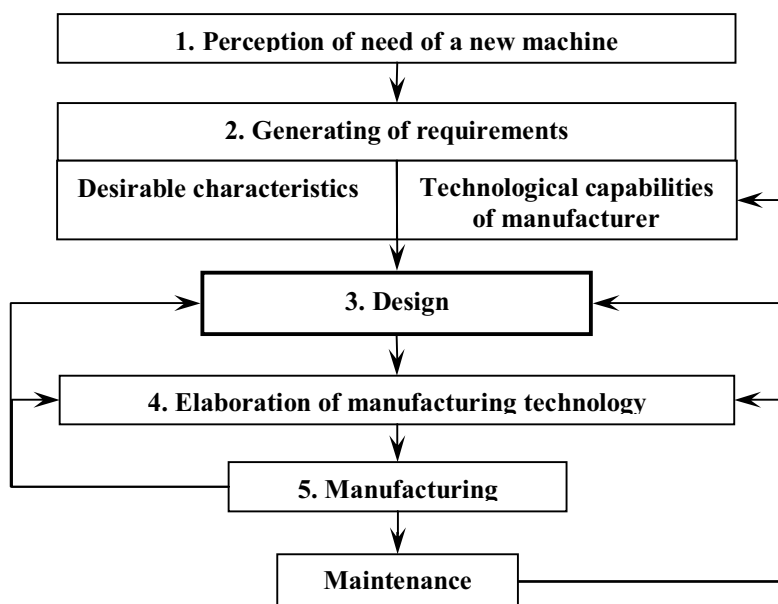 1. Perception of need of a new machine
2. Generating of requirements
Desirable characteristics
Technological capabilities
of manufacturer
3. Design
4. Elaboration of manufacturing technology
5. Manufacturing
Maintenance